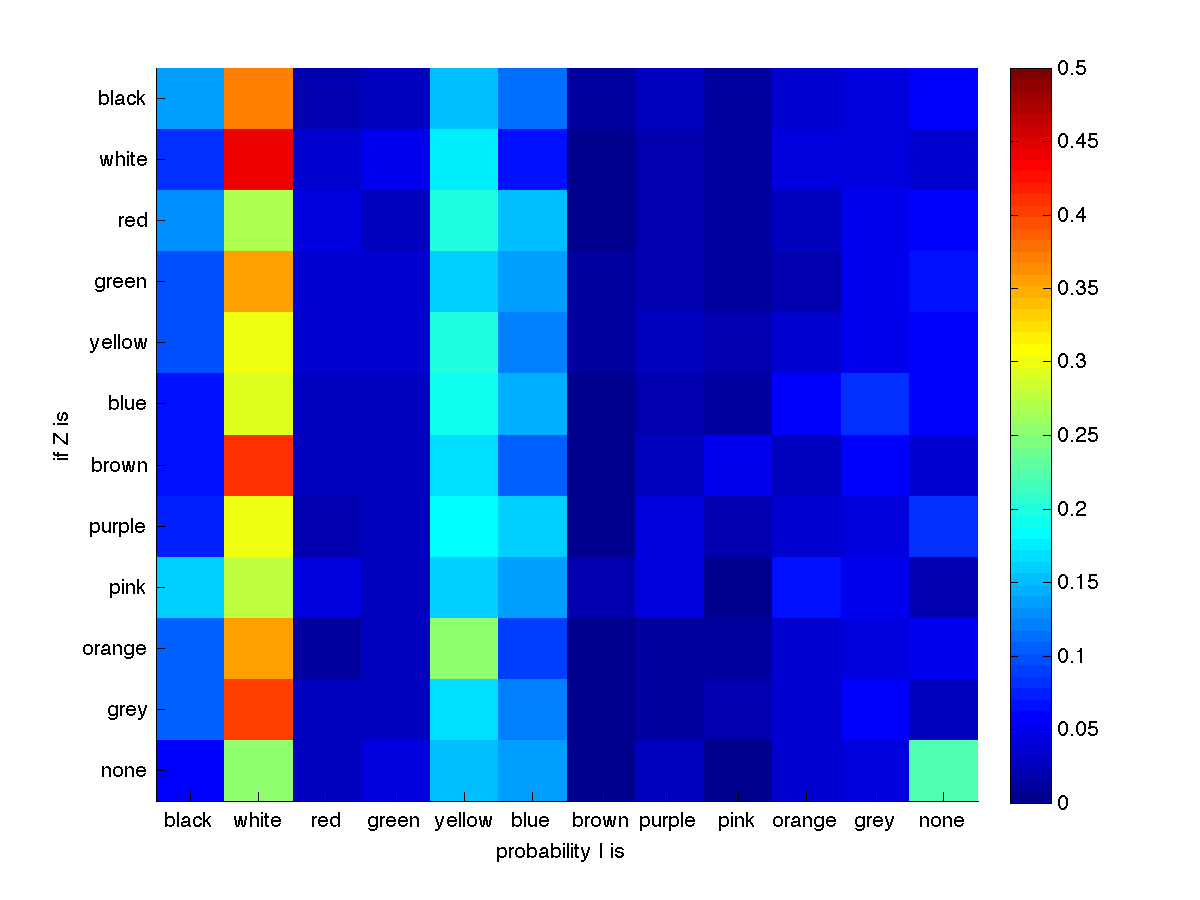 black
white
red
green
yellow
blue
brown
purple
pink
orange
grey
none
if Z is
black white red green yellow blue brown purple pink orange grey none
probability I is
0.5
0.45
0.4
0.35
0.3
0.25
0.2
0.15
0.1
0.05
0